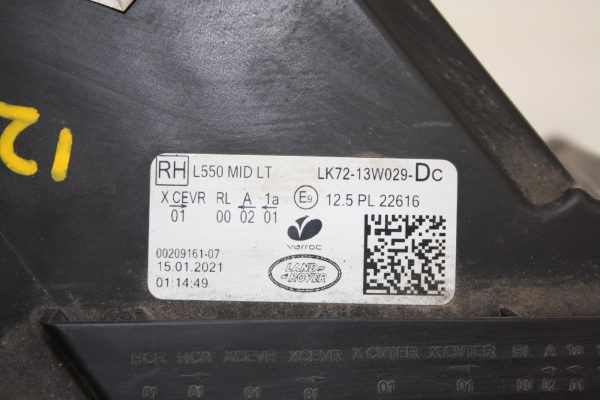 12
RH L550 MID LT LK72-13W029-Dc
XCEVR RL A 1a E9 12.5 PL 22616
01 00 02 01
varroc
00209161-07
15.01.2021
LAND ROVER
01:14:49
HCR HCR XCEVR XCEVR XCVTER XCVTER RL A 1a
01 01 01 01 01 01 00 02 01